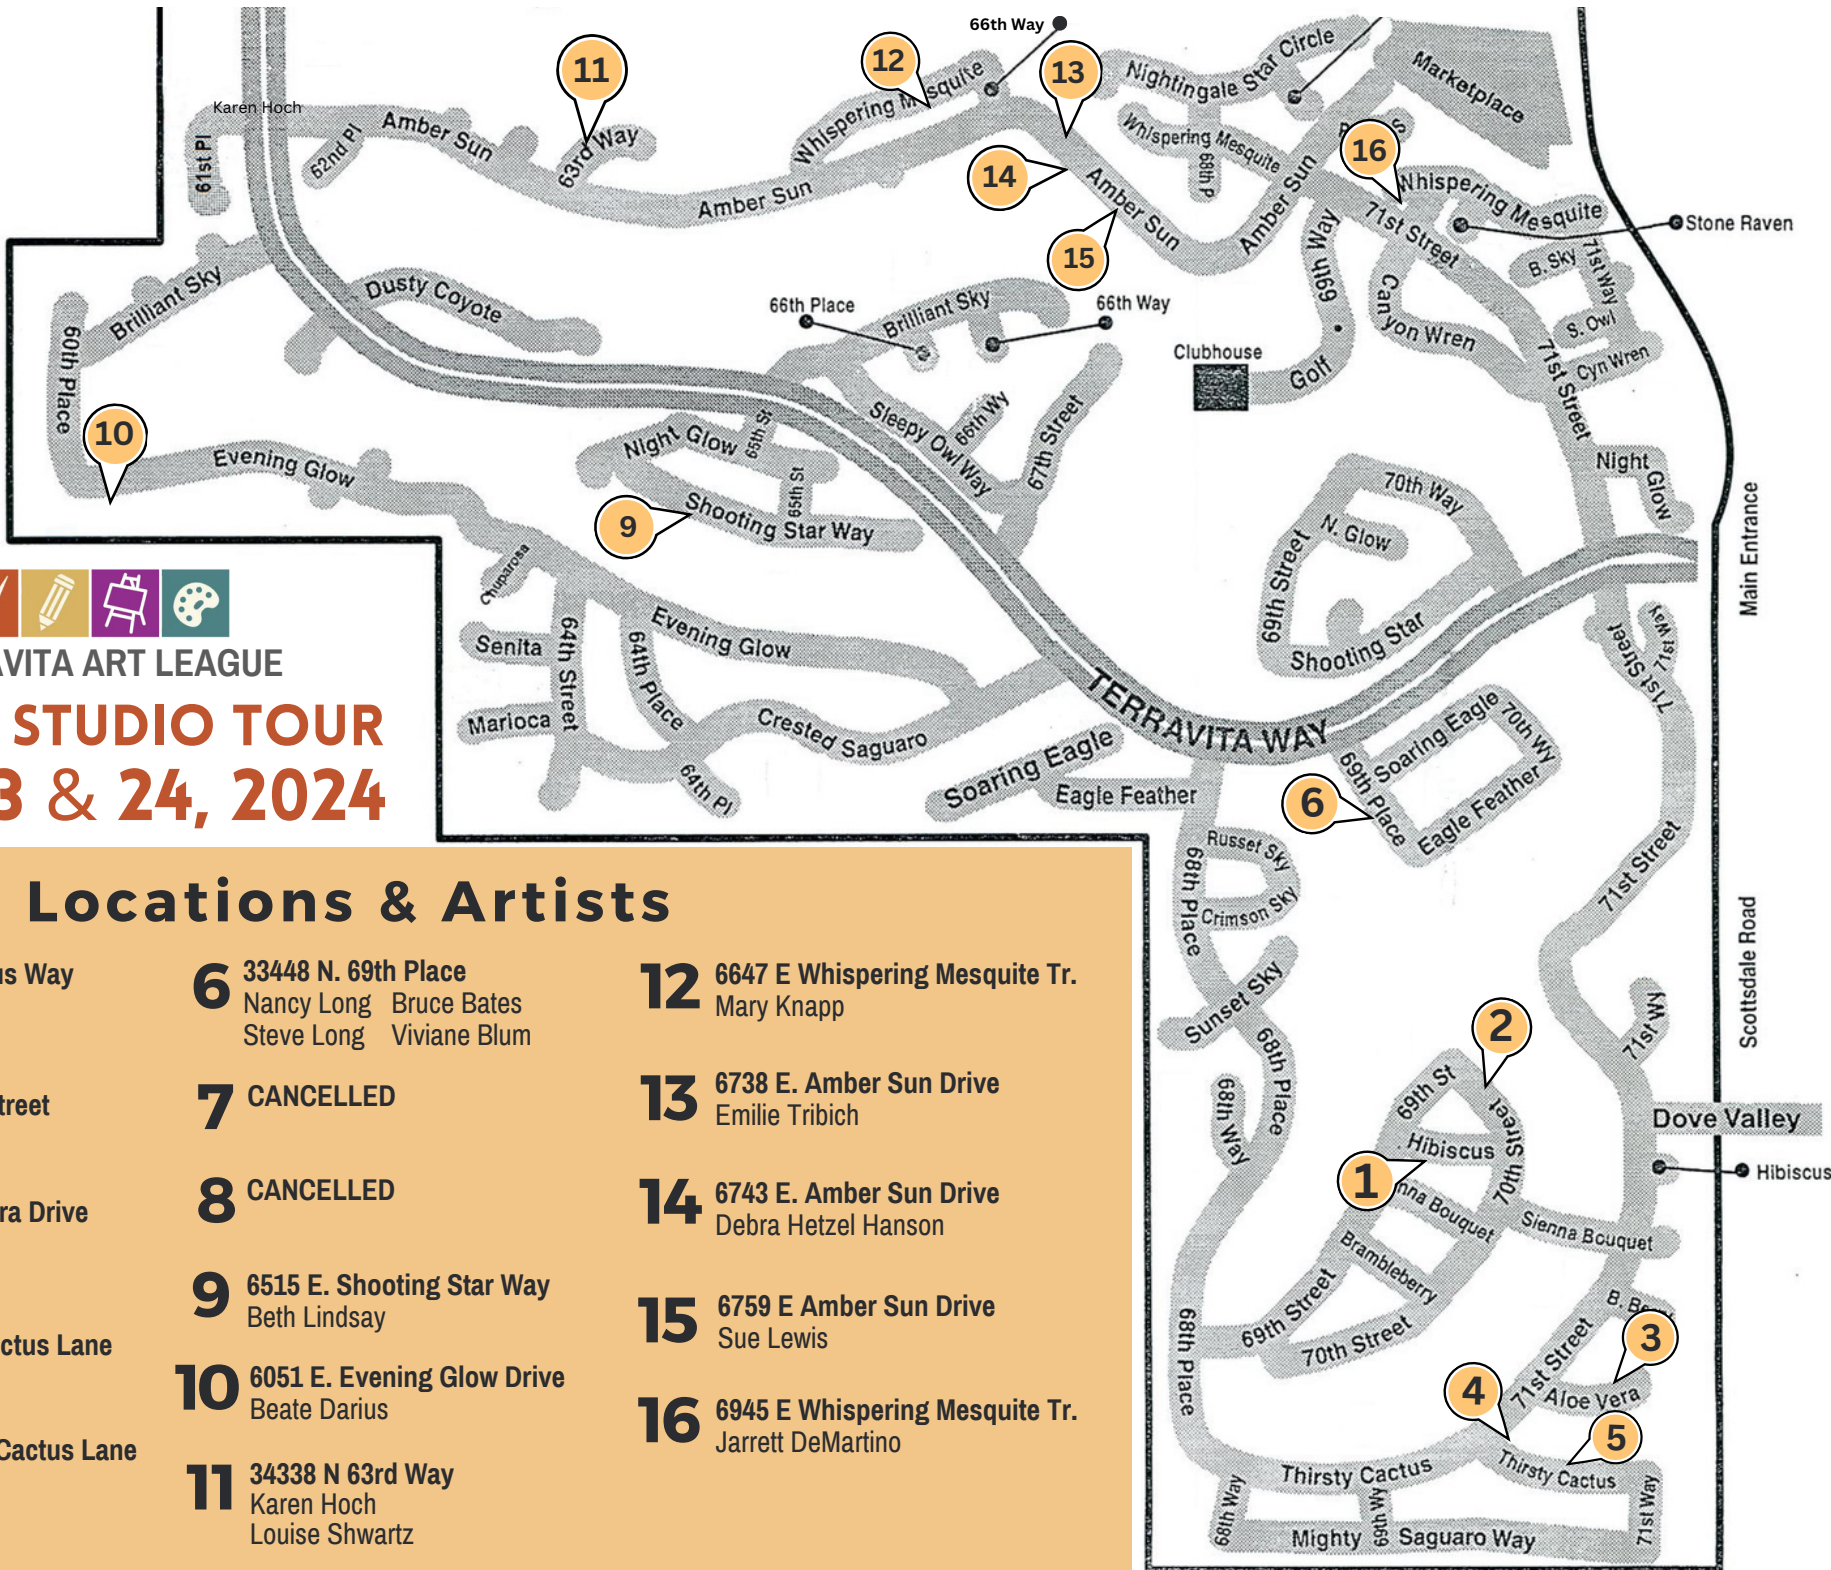 66th Way
Nightingale Star Circle
Marketplace
12
11
13
Karen Hoch
Amber Sun
62nd Pl
61st Pl
63rd Way
Whispering Mesquite
Whispering Mesquite
68th P
16
14
Amber Sun
Amber Sun
Amber Sun
Whispering Mesquite
71st Street
Stone Raven
15
69th Way
B. Sky
71st Way
Brilliant Sky
Dusty Coyote
66th Place
Brilliant Sky
66th Way
Canyon Wren
S. Owl
Cyn Wren
Clubhouse
Golf
60th Place
71st Street
10
Evening Glow
Night Glow
65th St
Sleepy Owl Way
66th Wy
67th Street
Night Glow
70th Way
9
Shooting Star Way
65th St
N. Glow
69th Street
Main Entrance
Chuparosa
Senita
64th Street
64th Place
Evening Glow
Shooting Star
71st Street
71st Way
71st
AVITA ART LEAGUE
STUDIO TOUR
3 & 24, 2024
Marioca
Crested Saguaro
64th Pl
TERRAVITA WAY
Soaring Eagle
Eagle Feather
69th Place
Soaring Eagle
70th Wy
Eagle Feather
6
Russet Sky
Crimson Sky
68th Place
71st Street
Scottsdale Road
Sunset Sky
68th Place
71st Wy
2
68th Way
69th St
70th Street
Hibiscus
Dove Valley
Hibiscus
1
nna Bouquet
Sienna Bouquet
Brambleberry
69th Street
70th Street
68th Place
71st Street
B.
3
Aloe Vera
4
5
Thirsty Cactus
Thirsty Cactus
68th Way
69th Wy
71st Way
Mighty Saguaro Way
Locations & Artists
us Way
treet
ra Drive
ctus Lane
Cactus Lane
6 33448 N. 69th Place
Nancy Long Bruce Bates
Steve Long Viviane Blum
7 CANCELLED
8 CANCELLED
9 6515 E. Shooting Star Way
Beth Lindsay
10 6051 E. Evening Glow Drive
Beate Darius
11 34338 N 63rd Way
Karen Hoch
Louise Shwartz
12 6647 E Whispering Mesquite Tr.
Mary Knapp
13 6738 E. Amber Sun Drive
Emilie Tribich
14 6743 E. Amber Sun Drive
Debra Hetzel Hanson
15 6759 E Amber Sun Drive
Sue Lewis
16 6945 E Whispering Mesquite Tr.
Jarrett DeMartino